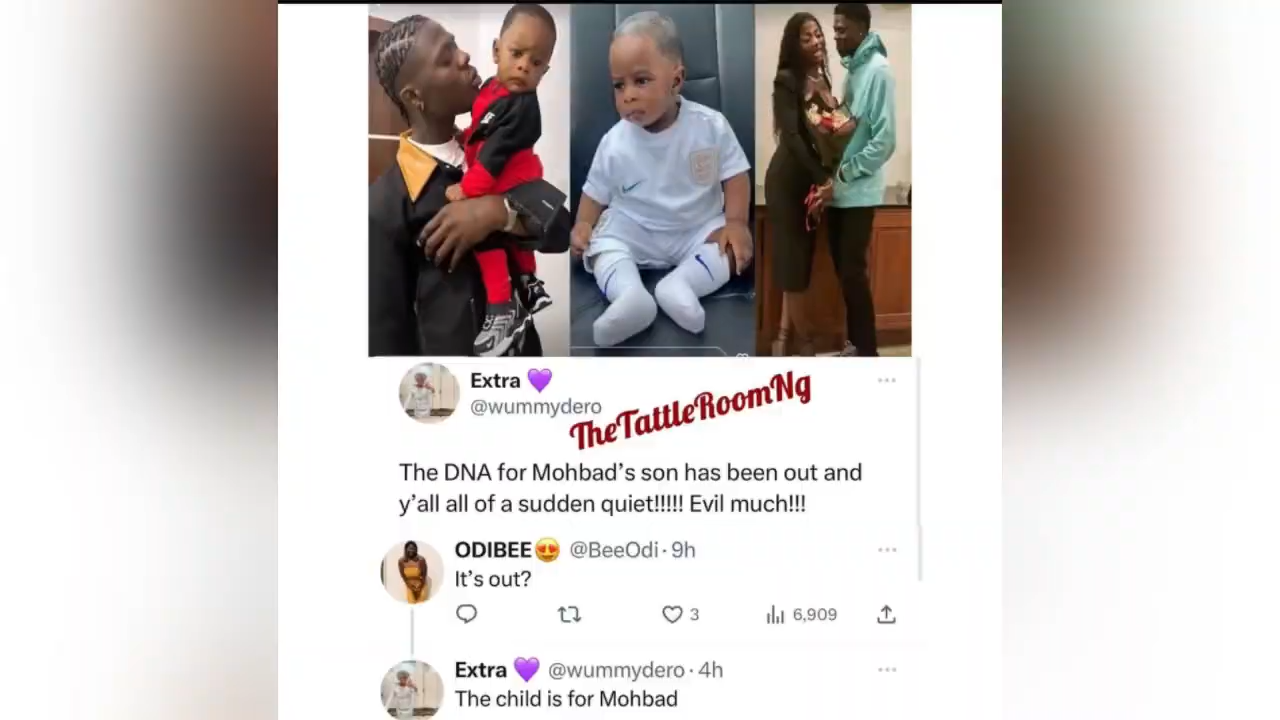 Extra 💜
@wummydero
TheTattleRoomNg
The DNA for Mohbad’s son has been out and
y’all all of a sudden quiet!!!!! Evil much!!!
ODIBEE😍 @BeeOdi · 9h
It’s out?
3 6,909
Extra 💜 @wummydero · 4h
The child is for Mohbad